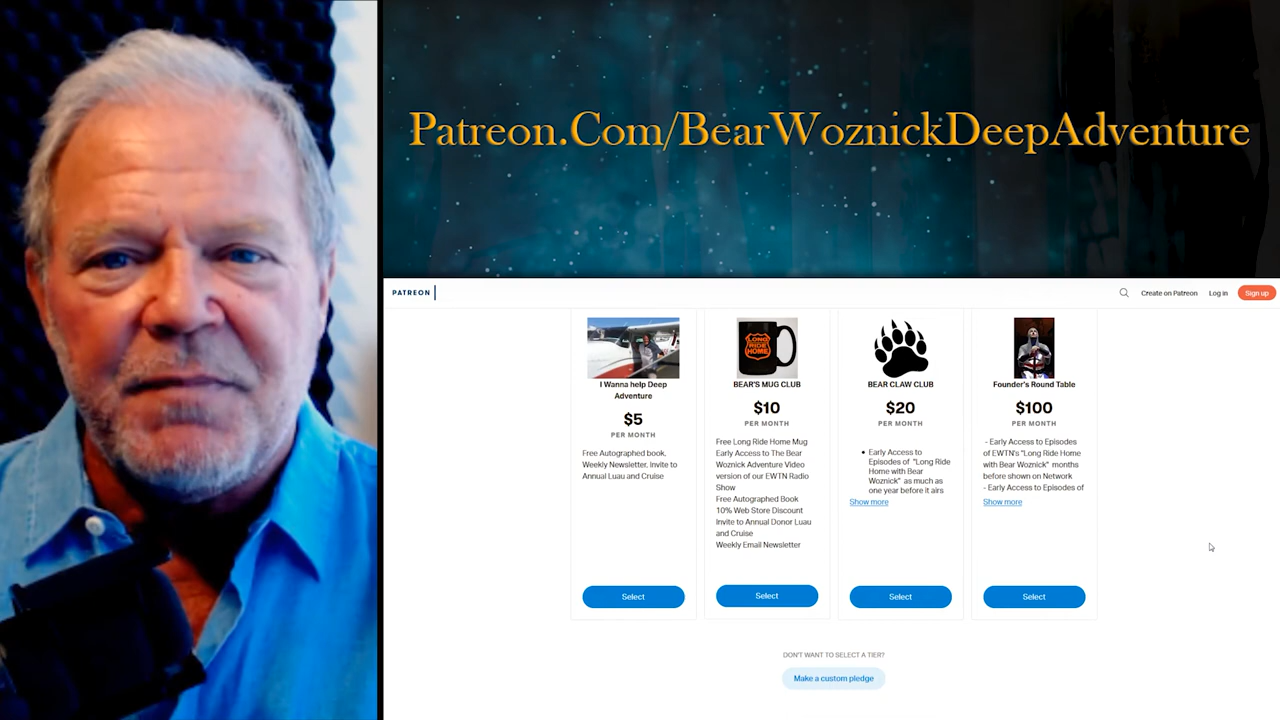 Patreon.Com/BearWoznickDeepAdventure
PATREON
Create on Patreon
Log in
Sign up
I Wanna help Deep
Adventure
$5
PER MONTH
Free Autographed book,
Weekly Newsletter, Invite to
Annual Luau and Cruise
Select
LONG
RIDE
HOME
BEAR'S MUG CLUB
$10
PER MONTH
Free Long Ride Home Mug
Early Access to The Bear
Woznick Adventure Video
version of our EWTN Radio
Show
Free Autographed Book
10% Web Store Discount
Invite to Annual Donor Luau
and Cruise
Weekly Email Newsletter
Select
BEAR CLAW CLUB
$20
PER MONTH
• Early Access to
Episodes of "Long Ride
Home with Bear
Woznick" as much as
one year before it airs
Show more
Select
Founder's Round Table
$100
PER MONTH
- Early Access to Episodes
of EWTN's "Long Ride Home
with Bear Woznick" months
before shown on Network
- Early Access to Episodes of
Show more
Select
DON'T WANT TO SELECT A TIER?
Make a custom pledge